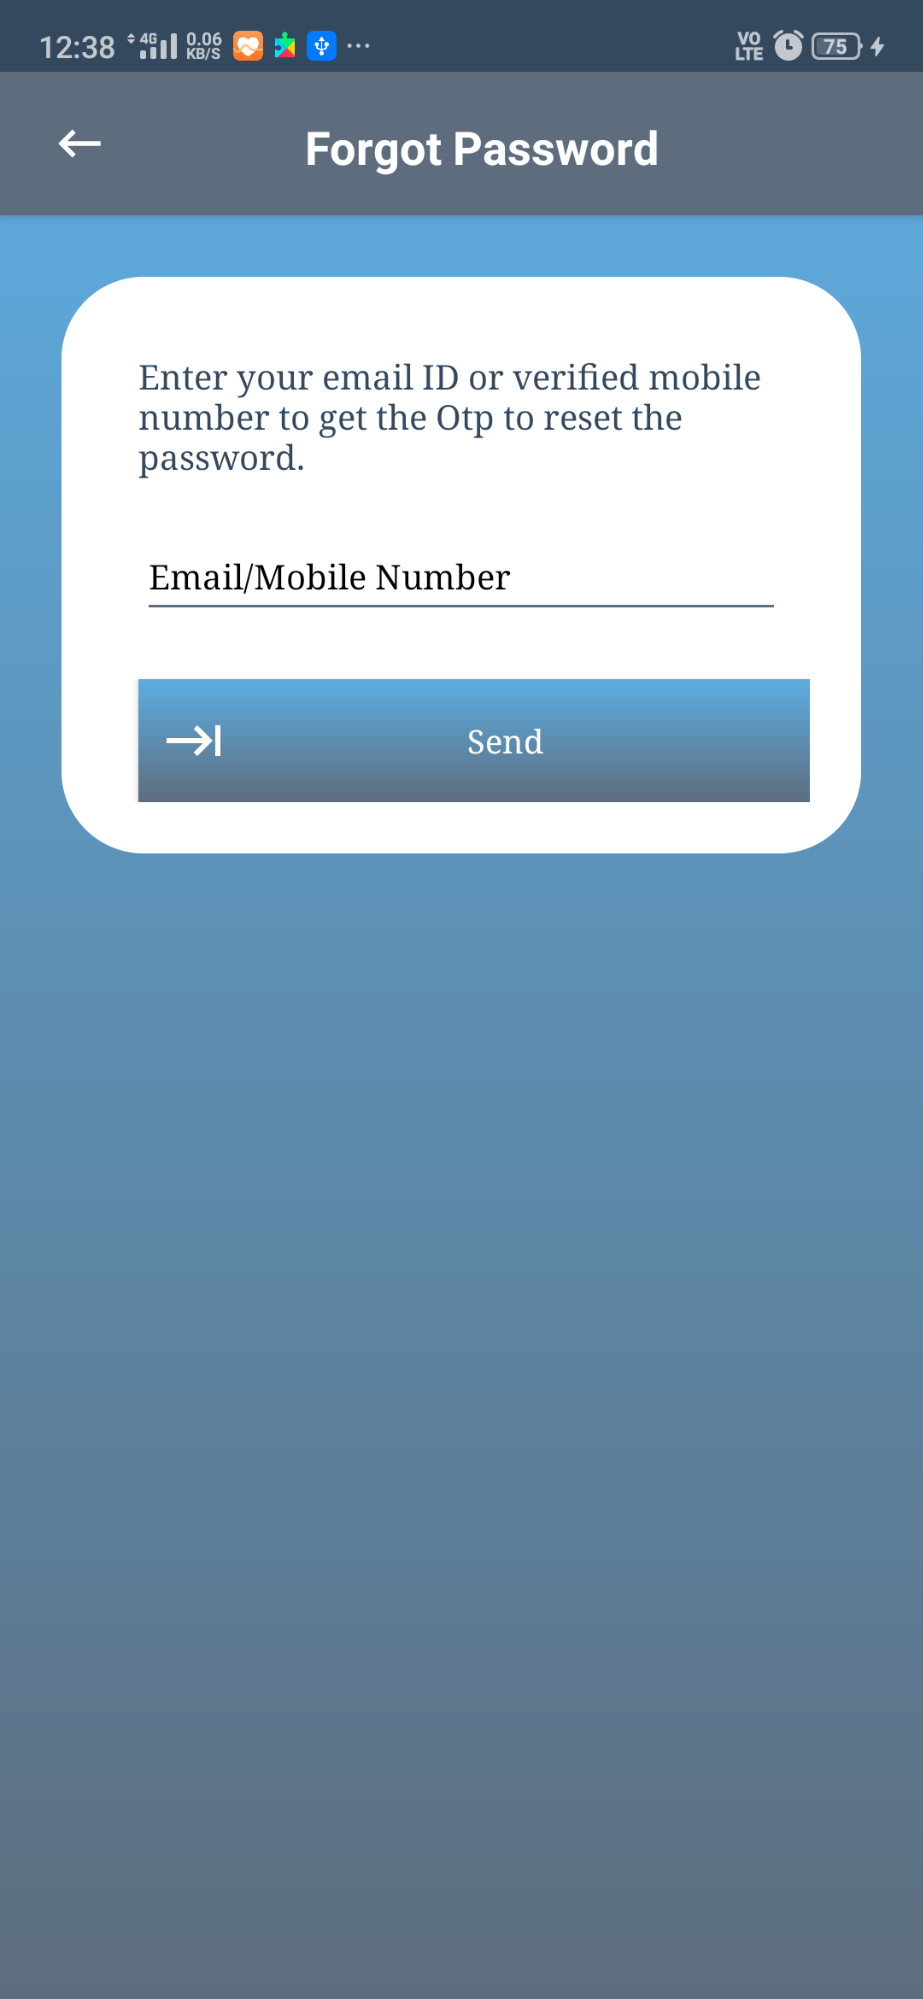 12:38 4G 0.06 KB/S VO LTE 75
Forgot Password
Enter your email ID or verified mobile
number to get the Otp to reset the
password.
Email/Mobile Number
Send